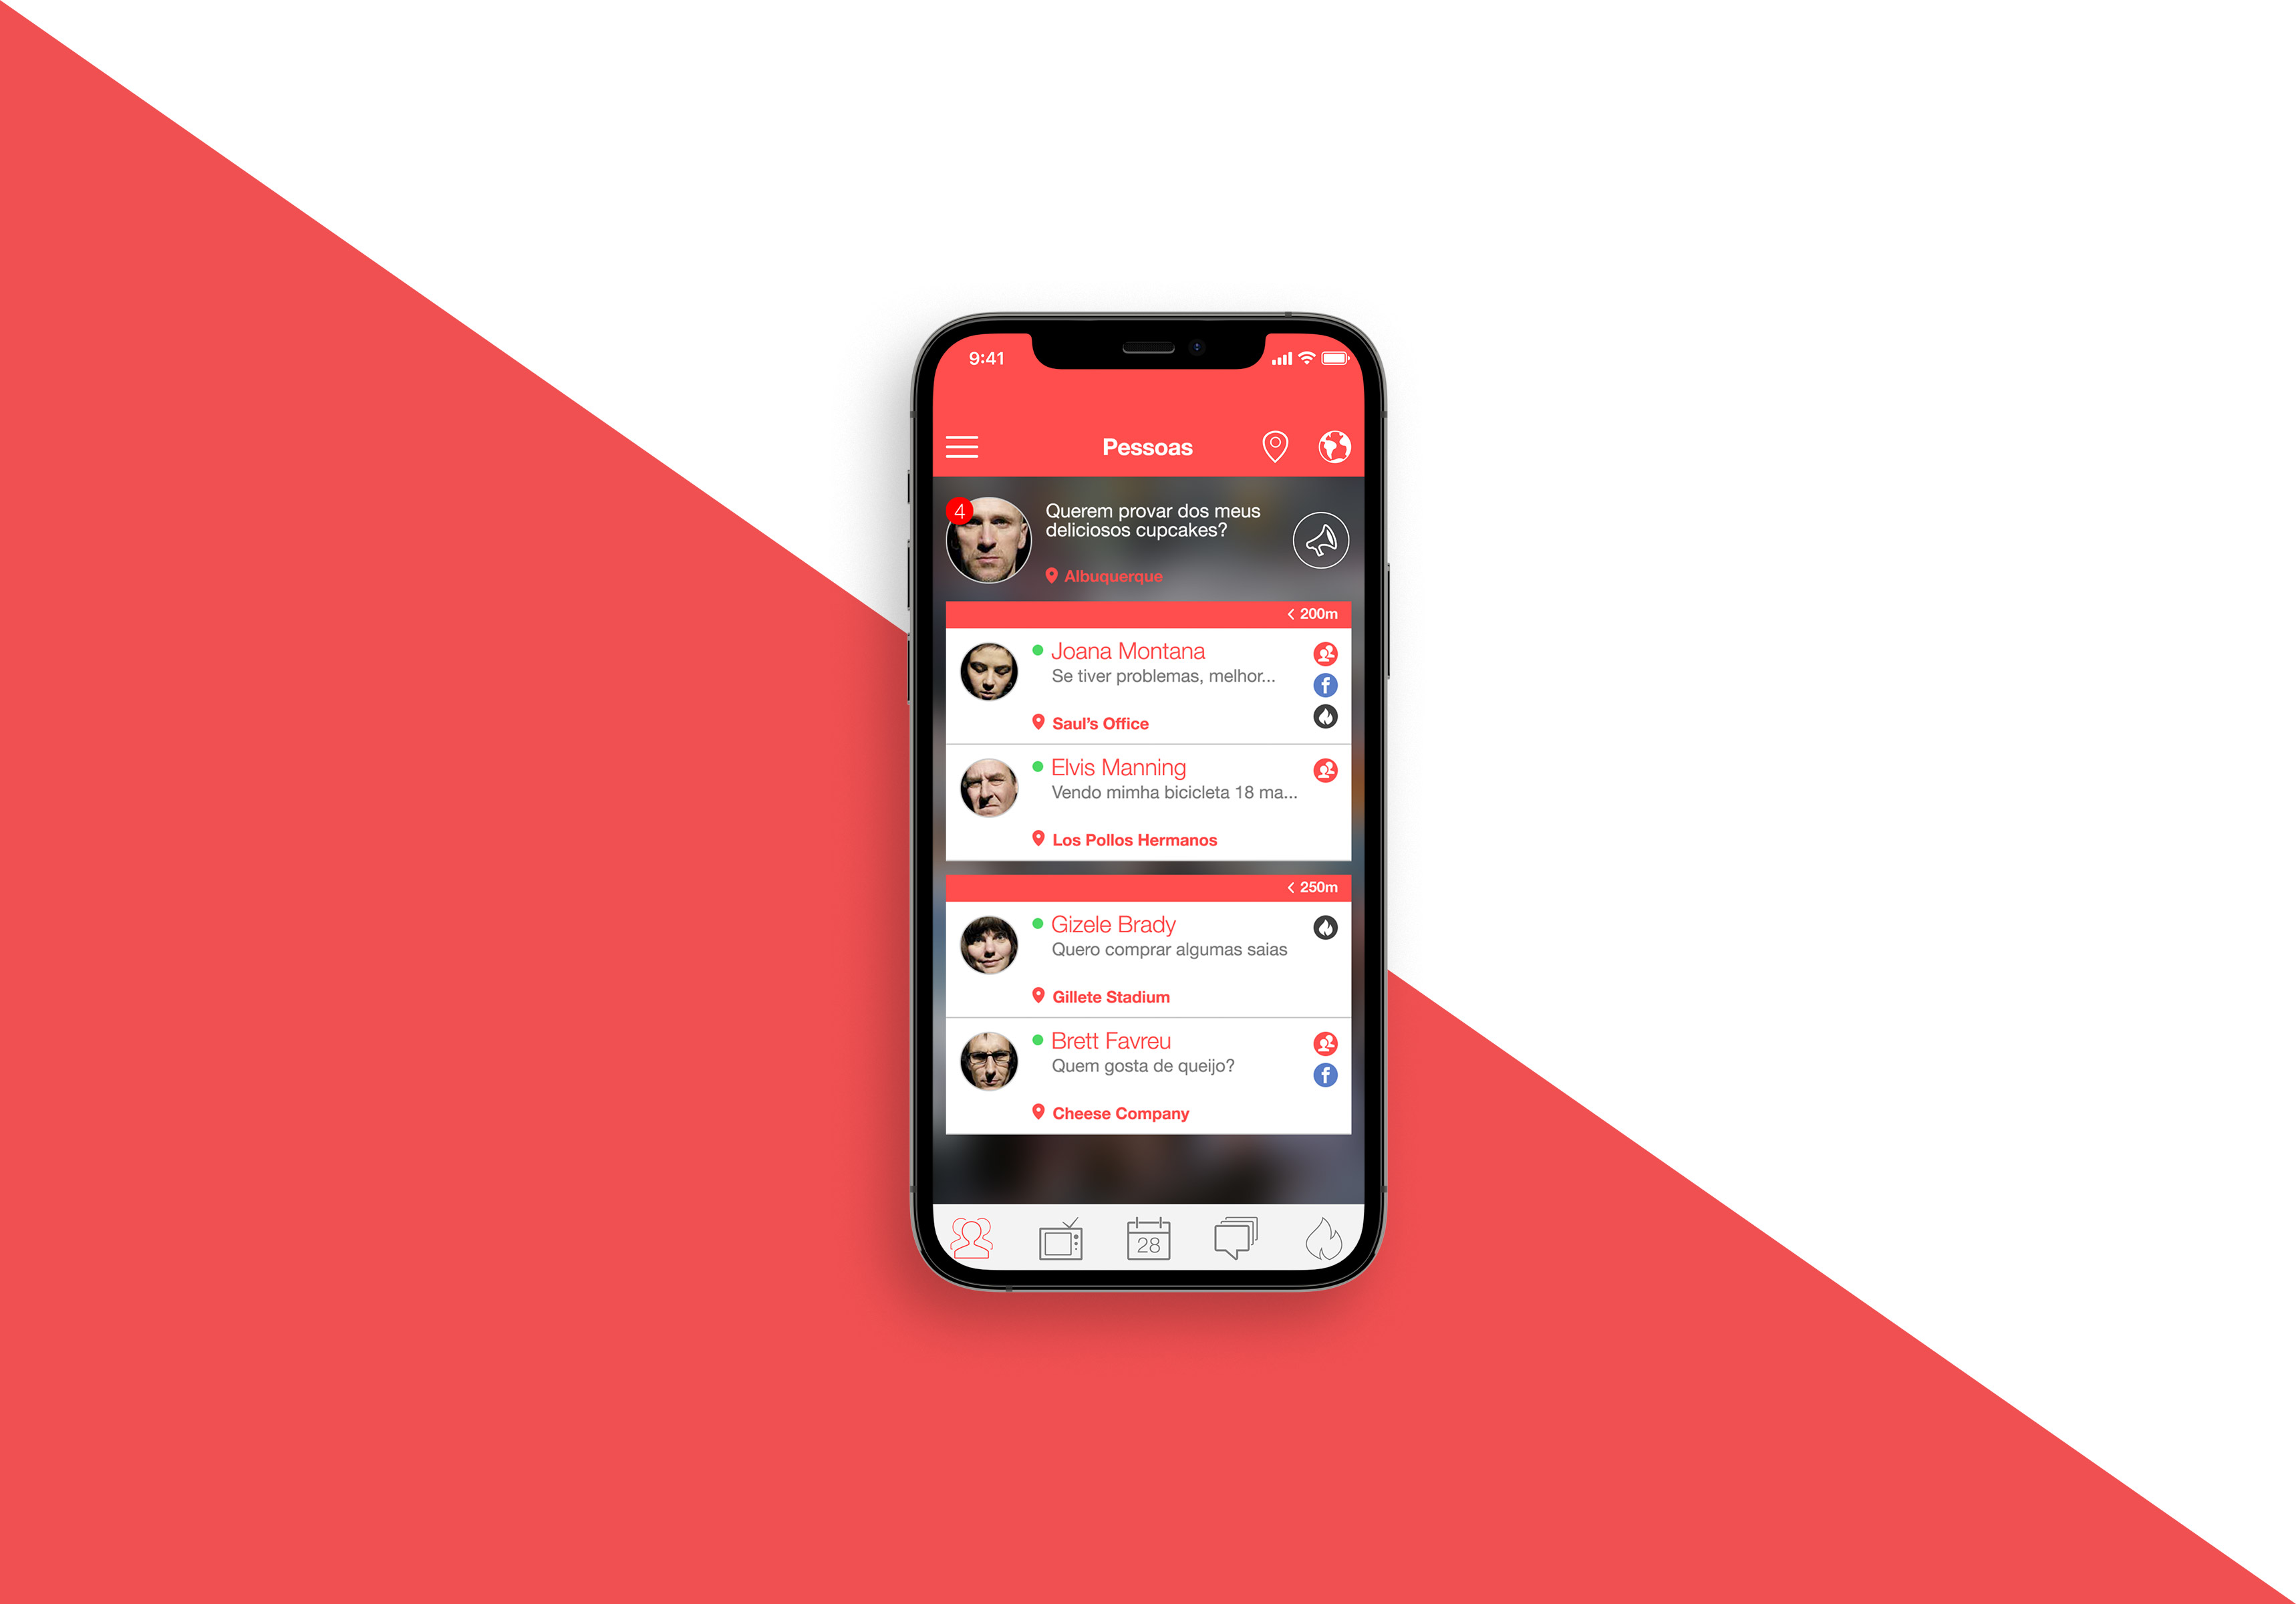 9:41
Pessoas
4
Querem provar dos meus
deliciosos cupcakes?
Albuquerque
< 200m
Joana Montana
Se tiver problemas, melhor...
Saul's Office
Elvis Manning
Vendo mimha bicicleta 18 ma...
Los Pollos Hermanos
< 250m
Gizele Brady
Quero comprar algumas saias
Gillete Stadium
Brett Favreu
Quem gosta de queijo?
Cheese Company
28